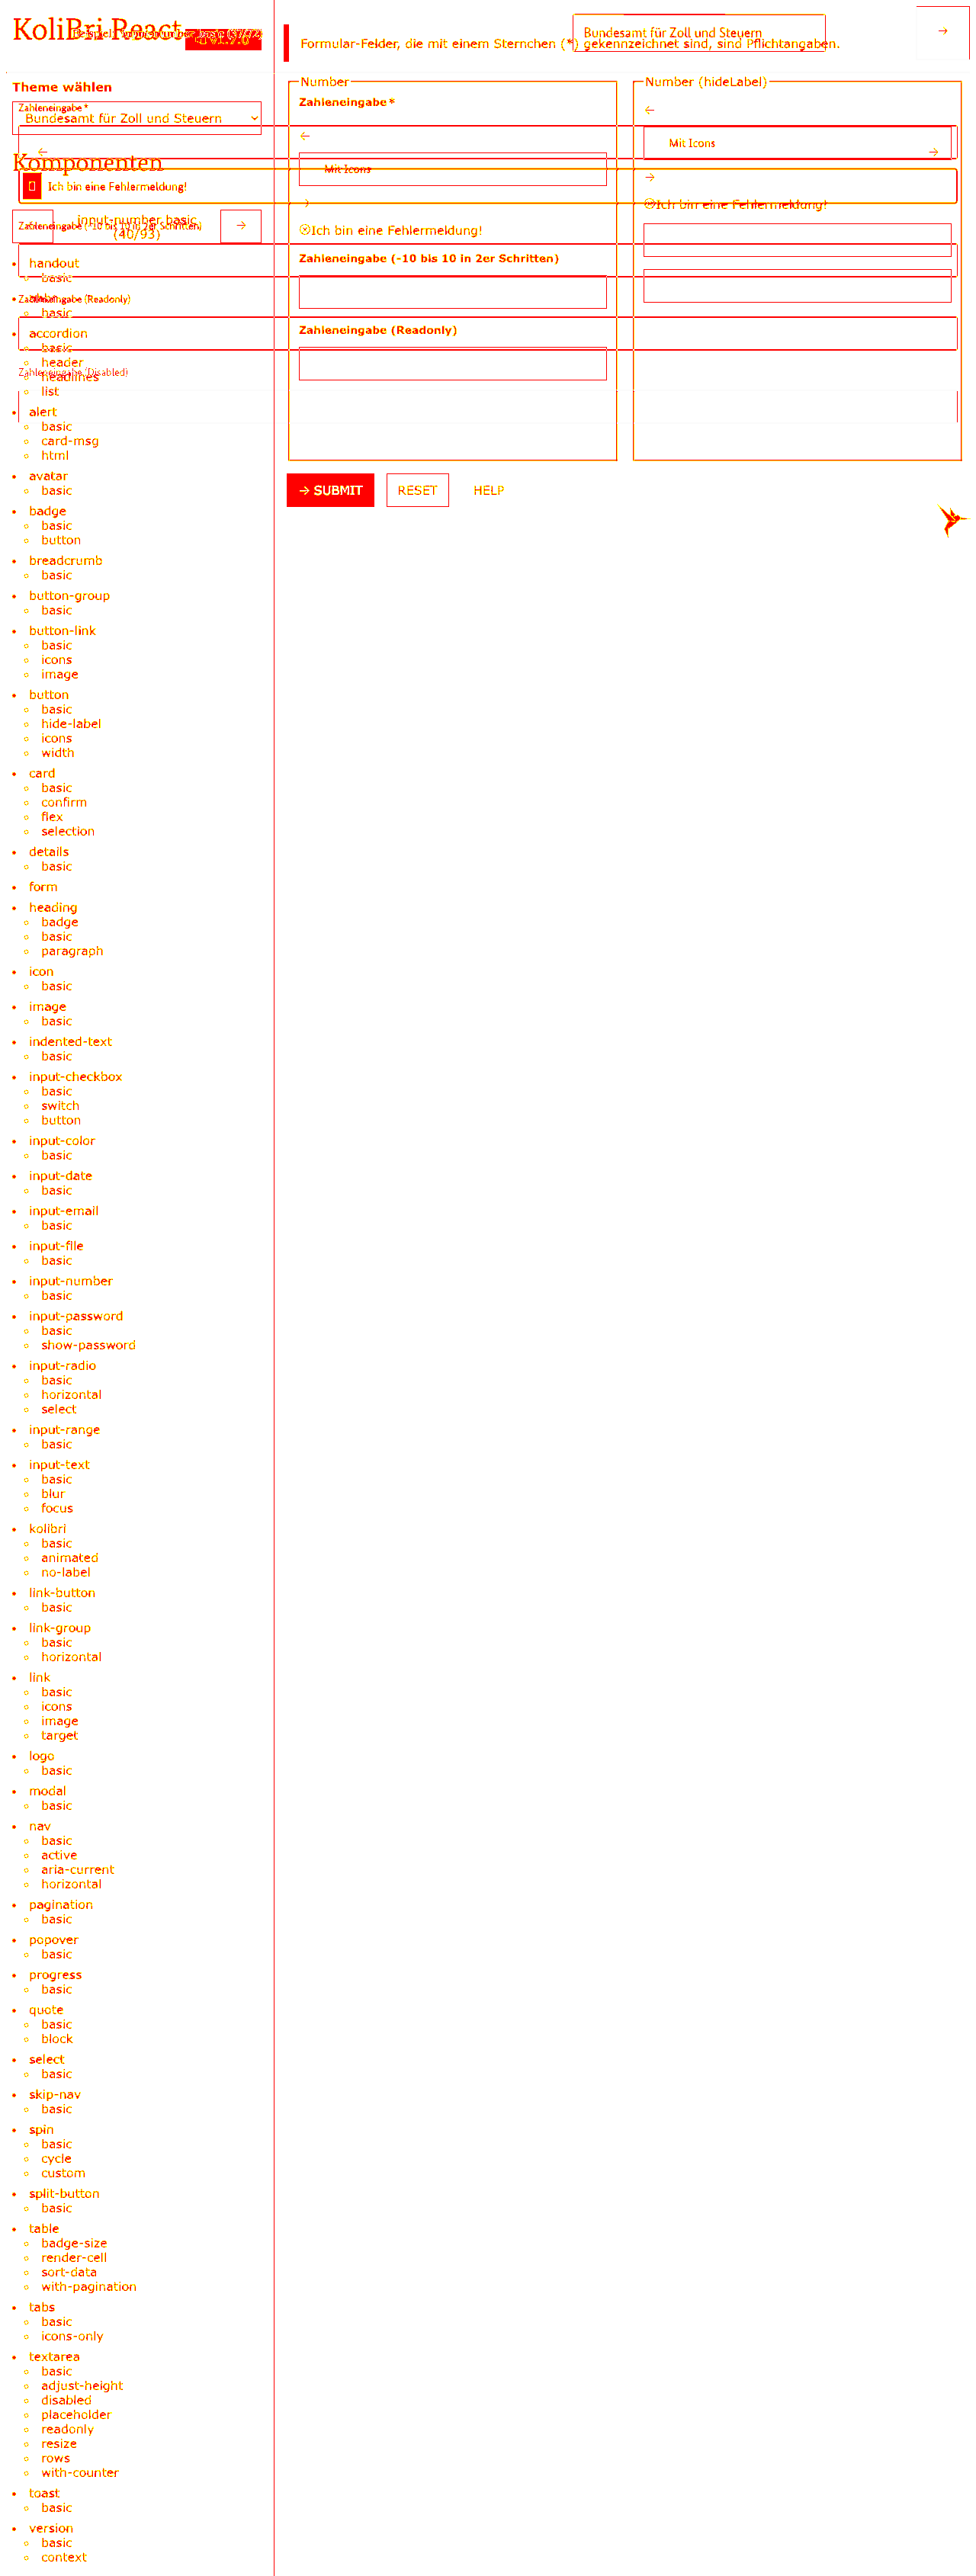 KoliBri React
Bundesamt für Zoll und Steuern
→
Formular-Felder, die mit einem Sternchen (*) gekennzeichnet sind, sind Pflichtangaben.
Theme wählen
Zahleneingabe*
Bundesamt für Zoll und Steuern
←
Komponenten
Ich bin eine Fehlermeldung!
input-number basic
→
(40/93)
Zahleneingabe (-10 bis 10 in 2er Schritten)
Zahleneingabe (Readonly)
Zahleneingabe (Disabled)
Number
Zahleneingabe*
←
Mit Icons
Ich bin eine Fehlermeldung!
Zahleneingabe (-10 bis 10 in 2er Schritten)
Zahleneingabe (Readonly)
Number (hideLabel)
←
Mit Icons
→
→
Ich bin eine Fehlermeldung!
→ SUBMIT
RESET
HELP
handout
basic
basic
accordion
basic
header
headlines
list
alert
basic
card-msg
html
avatar
basic
badge
basic
button
breadcrumb
basic
button-group
basic
button-link
basic
icons
image
button
basic
hide-label
icons
width
card
basic
confirm
flex
selection
details
basic
form
heading
badge
basic
paragraph
icon
basic
image
basic
indented-text
basic
input-checkbox
basic
switch
button
input-color
basic
input-date
basic
input-email
basic
input-file
basic
input-number
basic
input-password
basic
show-password
input-radio
basic
horizontal
select
input-range
basic
input-text
basic
blur
focus
kolibri
basic
animated
no-label
link-button
basic
link-group
basic
horizontal
link
basic
icons
image
target
logo
basic
modal
basic
nav
basic
active
aria-current
horizontal
pagination
basic
popover
basic
progress
basic
quote
basic
block
select
basic
skip-nav
basic
spin
basic
cycle
custom
split-button
basic
table
badge-size
render-cell
sort-data
with-pagination
tabs
basic
icons-only
textarea
basic
adjust-height
disabled
placeholder
readonly
resize
rows
with-counter
toast
basic
version
basic
context